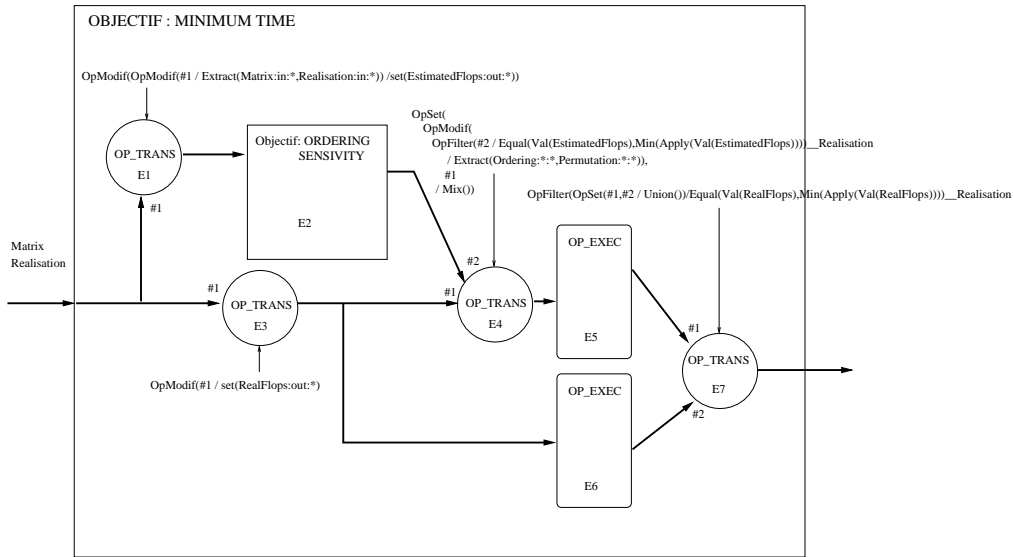 OBJECTIF : MINIMUM TIME
OpModif(OpModif(#1 / Extract(Matrix:in:*,Realisation:in:*)) /set(EstimatedFlops:out:*))
OpSet(
OpModif(
OpFilter(#2 / Equal(Val(EstimatedFlops),Min(Apply(Val(EstimatedFlops))))__Realisation
/ Extract(Ordering:*:*,Permutation:*:*)),
#1
/ Mix())
OP_TRANS
E1
Objectif: ORDERING
SENSIVITY
E2
OpFilter(OpSet(#1,#2 / Union())/Equal(Val(RealFlops),Min(Apply(Val(RealFlops))))__Realisation
#1
Matrix
Realisation
#1
OP_TRANS
E3
#2
#1
OP_TRANS
E4
OP_EXEC
E5
#1
OP_TRANS
E7
#2
OpModif(#1 / set(RealFlops:out:*)
OP_EXEC
E6